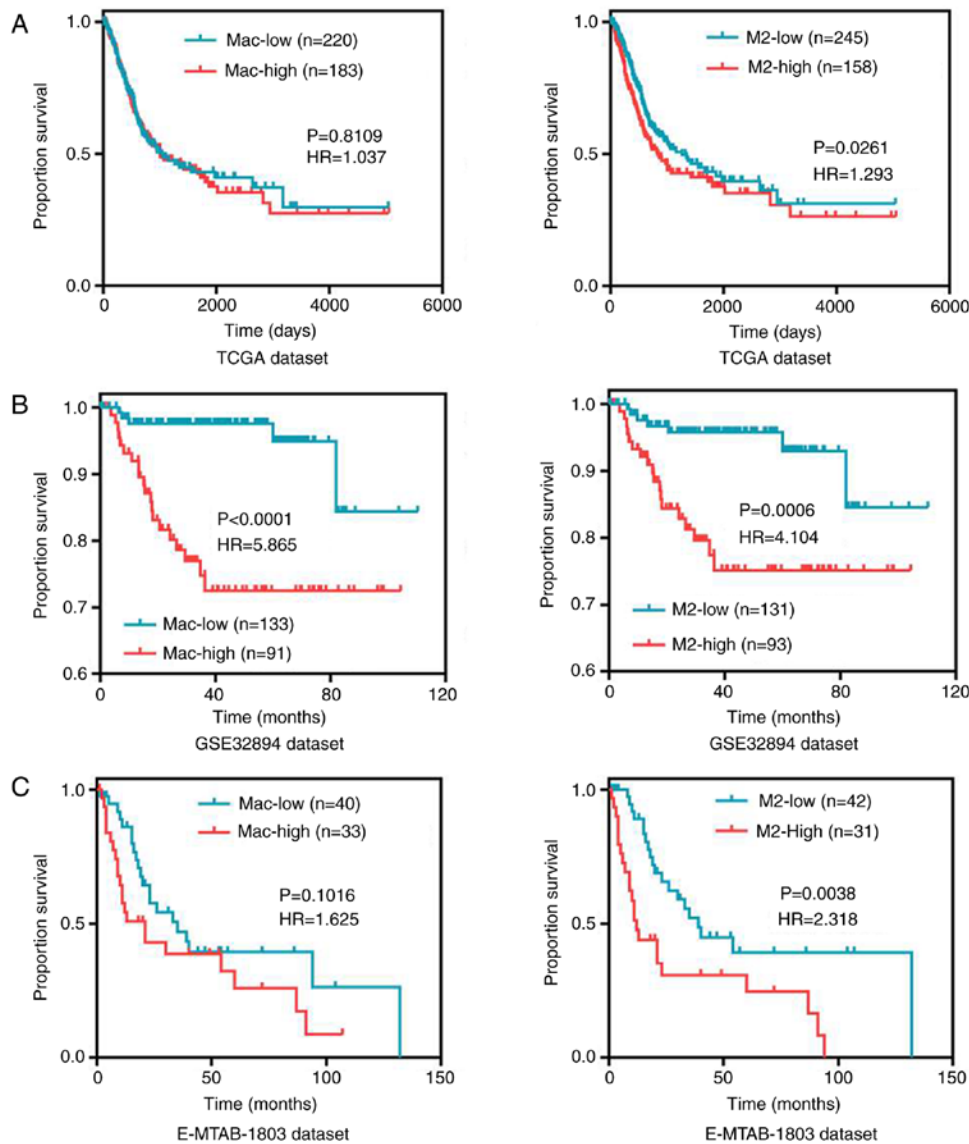 A
Proportion survival
1.0
0.5
0.0
Mac-low (n=220)
Mac-high (n=183)
P=0.8109
HR=1.037
0 2000 4000 6000
Time (days)
TCGA dataset
Proportion survival
1.0
0.5
0.0
M2-low (n=245)
M2-high (n=158)
P=0.0261
HR=1.293
0 2000 4000 6000
Time (days)
TCGA dataset
B
Proportion survival
1.0
0.9
0.8
0.7
0.6
P<0.0001
HR=5.865
Mac-low (n=133)
Mac-high (n=91)
0 40 80 120
Time (months)
GSE32894 dataset
Proportion survival
1.0
0.9
0.8
0.7
0.6
P=0.0006
HR=4.104
M2-low (n=131)
M2-high (n=93)
0 40 80 120
Time (months)
GSE32894 dataset
C
Proportion survival
1.0
0.5
0.0
Mac-low (n=40)
Mac-high (n=33)
P=0.1016
HR=1.625
0 50 100 150
Time (months)
E-MTAB-1803 dataset
Proportion survival
1.0
0.5
0.0
M2-low (n=42)
M2-High (n=31)
P=0.0038
HR=2.318
0 50 100 150
Time (months)
E-MTAB-1803 dataset